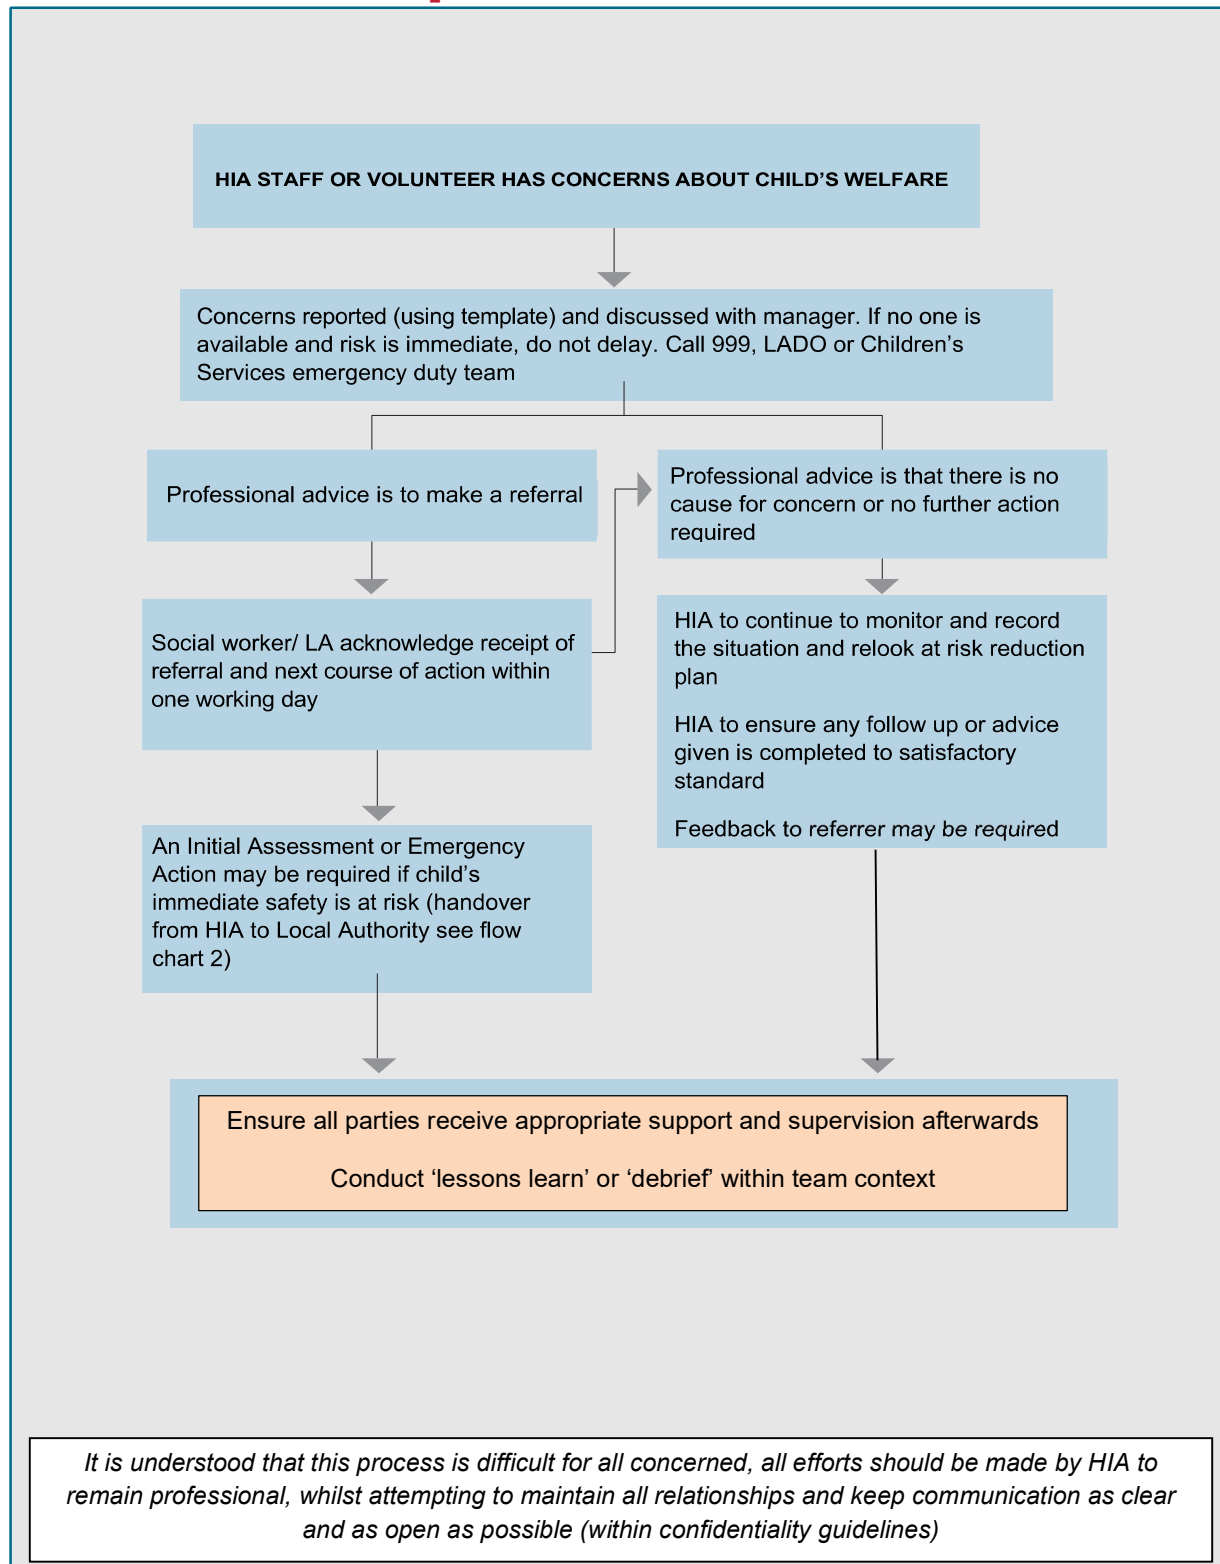 HIA STAFF OR VOLUNTEER HAS CONCERNS ABOUT CHILD’S WELFARE
Concerns reported (using template) and discussed with manager. If no one is
available and risk is immediate, do not delay. Call 999, LADO or Children’s
Services emergency duty team
Professional advice is to make a referral
Professional advice is that there is no
cause for concern or no further action
required
Social worker/ LA acknowledge receipt of
referral and next course of action within
one working day
HIA to continue to monitor and record
the situation and relook at risk reduction
plan
HIA to ensure any follow up or advice
given is completed to satisfactory
standard
Feedback to referrer may be required
An Initial Assessment or Emergency
Action may be required if child’s
immediate safety is at risk (handover
from HIA to Local Authority see flow
chart 2)
Ensure all parties receive appropriate support and supervision afterwards
Conduct ‘lessons learn’ or ‘debrief’ within team context
It is understood that this process is difficult for all concerned, all efforts should be made by HIA to
remain professional, whilst attempting to maintain all relationships and keep communication as clear
and as open as possible (within confidentiality guidelines)